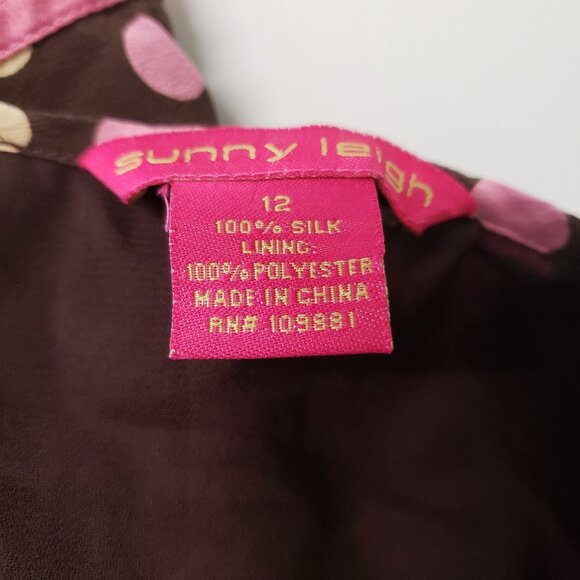 sunny leigh
12
100% SILK
LINING:
100% POLYESTER
MADE IN CHINA
RN# 109881